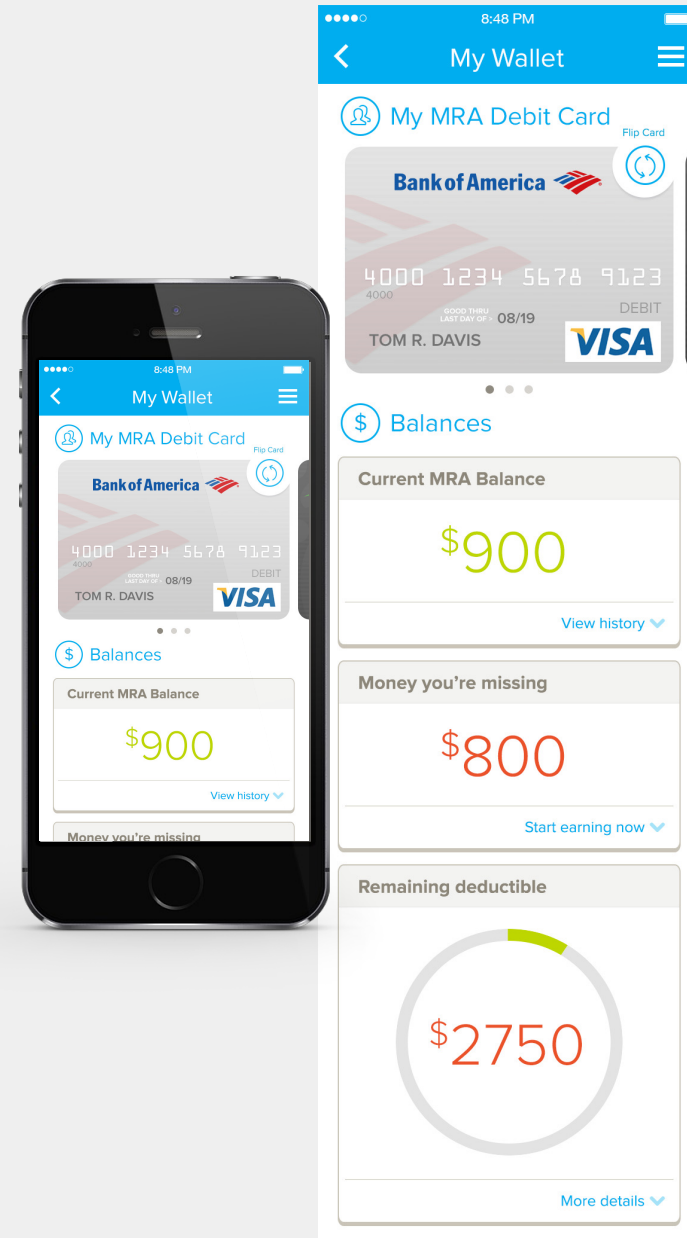 8:48 PM
My Wallet
My MRA Debit Card
Flip Card
Bank of America
4000 1234 5678 9123
4000
GOOD THRU
LAST DAY OF 08/19
DEBIT
TOM R. DAVIS
VISA
$ Balances
Current MRA Balance
$900
View history
Money you're missing
8:48 PM
My Wallet
My MRA Debit Card
Flip Card
Bank of America
4000 1234 5678 9123
4000
GOOD THRU
LAST DAY OF 08/19
DEBIT
TOM R. DAVIS
VISA
$ Balances
Current MRA Balance
$900
View history
Money you’re missing
$800
Start earning now
Remaining deductible
$2750
More details